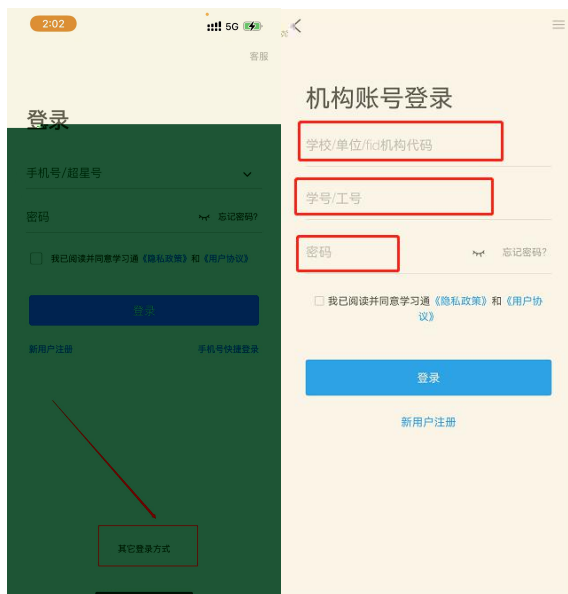 2:02
5G
客服
登录
手机号/超星号
密码
忘记密码?
我已阅读并同意学习通《隐私政策》和《用户协议》
登录
新用户注册
手机号快捷登录
其它登录方式
机构账号登录
学校/单位/fid机构代码
学号/工号
密码
忘记密码?
我已阅读并同意学习通《隐私政策》和《用户协
议》
登录
新用户注册